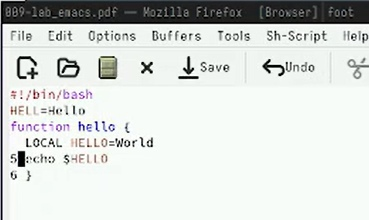 009-lab_emacs.pdf — Mozilla Firefox [Browser] foot
File Edit Options Buffers Tools Sh-Script Help
Save Undo
#!/bin/bash
HELL=Hello
function hello {
LOCAL HELLO=World
5 echo $HELLO
6 }